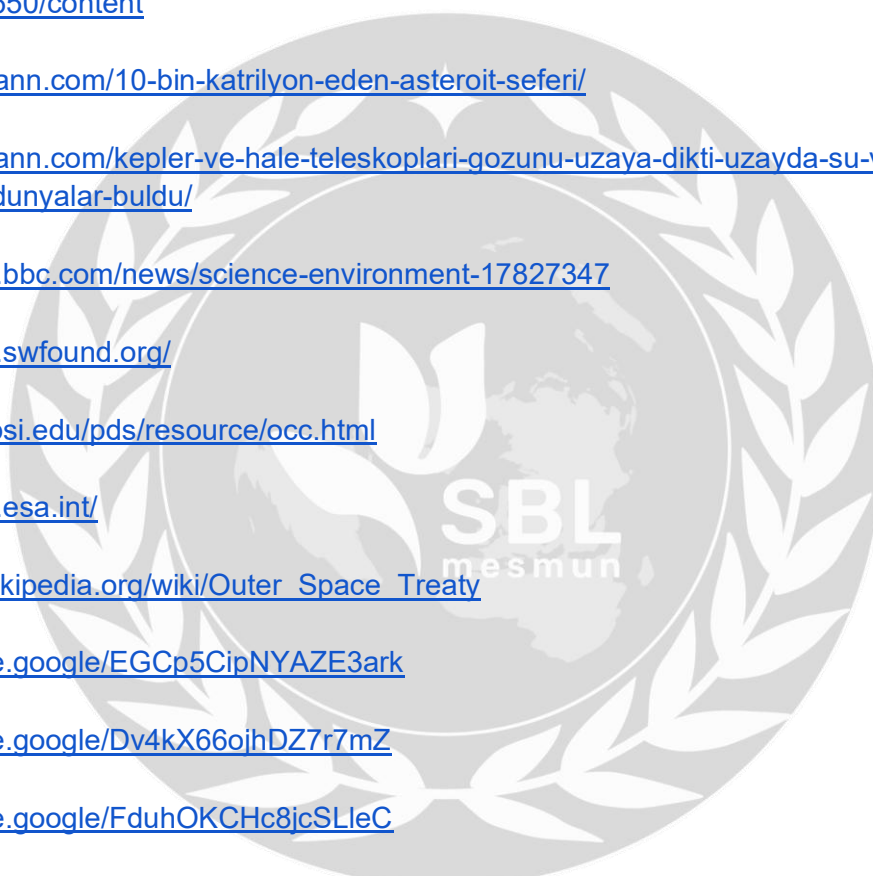 550/content
ann.com/10-bin-katrilyon-eden-asteroit-seferi/
ann.com/kepler-ve-hale-teleskoplari-gozunu-uzaya-dikti-uzayda-su-v
dunyalar-buldu/
.bbc.com/news/science-environment-17827347
.swfound.org/
psi.edu/pds/resource/occ.html
.esa.int/
SBL
mesmun
kipedia.org/wiki/Outer_Space_Treaty
e.google/EGCp5CipNYAZE3ark
e.google/Dv4kX66ojhDZ7r7mZ
e.google/FduhOKCHc8jcSLleC